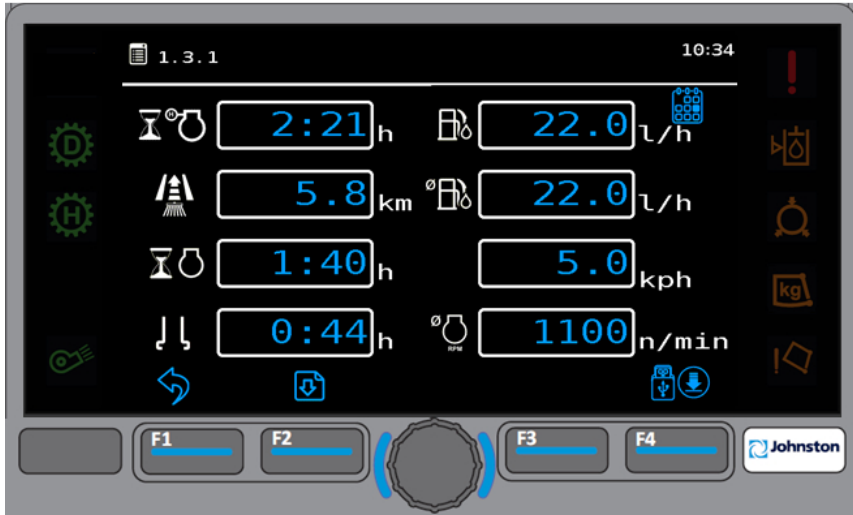 1.3.1
10:34
H
2:21 h
22.0 l/h
5.8 km
ø 22.0 l/h
1:40 h
5.0 kph
0:44 h
ø RPM 1100 n/min
D
H
kg
F1
F2
F3
F4
Johnston